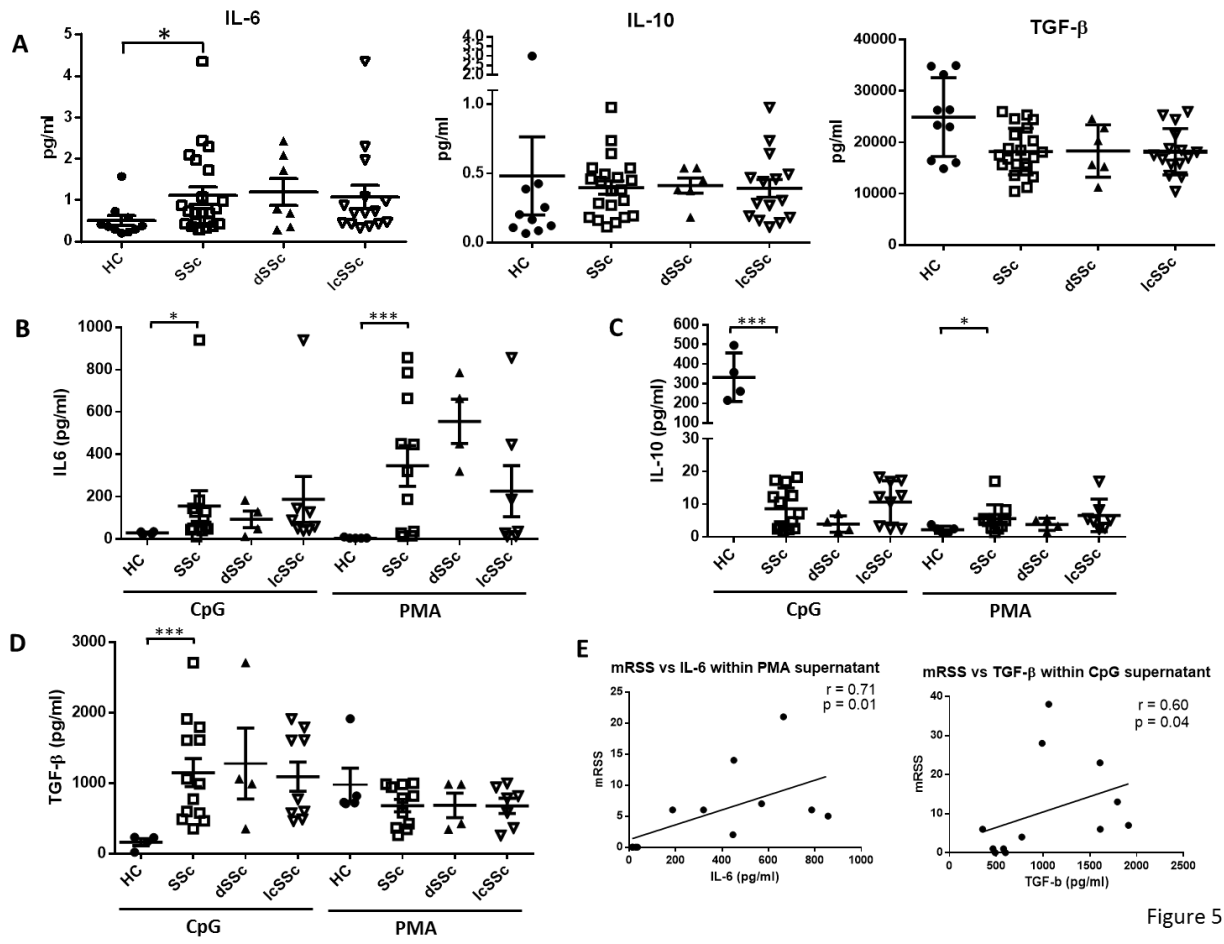 A
IL-6
*
pg/ml
5
4
3
2
1
0
HC
SSc
dSSc
lcSSc
IL-10
pg/ml
4.0
3.5
3.0
2.5
2.0
1.0
0.5
0.0
HC
SSc
dSSc
lcSSc
TGF-β
pg/ml
40000
30000
20000
10000
0
HC
SSc
dSSc
lcSSc
B
* ***
IL6 (pg/ml)
1000
800
600
400
200
0
HC
SSc
dSSc
lcSSc
HC
SSc
dSSc
lcSSc
CpG PMA
C
*** *
IL-10 (pg/ml)
600
500
400
300
200
100
30
20
10
0
HC
SSc
dSSc
lcSSc
HC
SSc
dSSc
lcSSc
CpG PMA
D
***
TGF-β (pg/ml)
3000
2000
1000
0
HC
SSc
dSSc
lcSSc
HC
SSc
dSSc
lcSSc
CpG PMA
E
mRSS vs IL-6 within PMA supernatant
r = 0.71
p = 0.01
mRSS
25
20
15
10
5
0
0 200 400 600 800 1000
IL-6 (pg/ml)
mRSS vs TGF-β within CpG supernatant
r = 0.60
p = 0.04
mRSS
40
30
20
10
0
0 500 1000 1500 2000 2500
TGF-b (pg/ml)
Figure 5